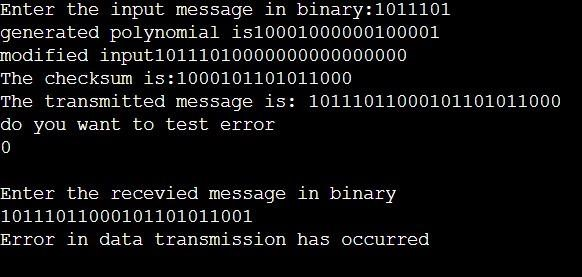 Enter the input message in binary:1011101
generated polynomial is10001000000100001
modified input10111010000000000000000
The checksum is:1000101101011000
The transmitted message is: 10111011000101101011000
do you want to test error
0
Enter the recevied message in binary
10111011000101101011001
Error in data transmission has occurred